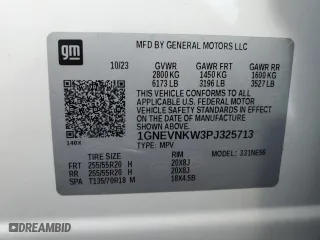 gm
MFD BY GENERAL MOTORS LLC
10/23 GVWR GAWR FRT GAWR RR
2800 KG 1450 KG 1600 KG
6173 LB 3196 LB 3527 LB
THIS VEHICLE CONFORMS TO ALL
APPLICABLE U.S. FEDERAL MOTOR
VEHICLE SAFETY STANDARDS IN
EFFECT ON THE DATE OF
MANUFACTURE SHOWN ABOVE.
1GNEVNKW3PJ325713
140X TYPE: MPV MODEL: 331NE56
TIRE SIZE RIM
FRT 255/55R20 H 20X8J
RR 255/55R20 H 20X8J
SPA T135/70R18 M 18X4.5B
© DEALERSHIP